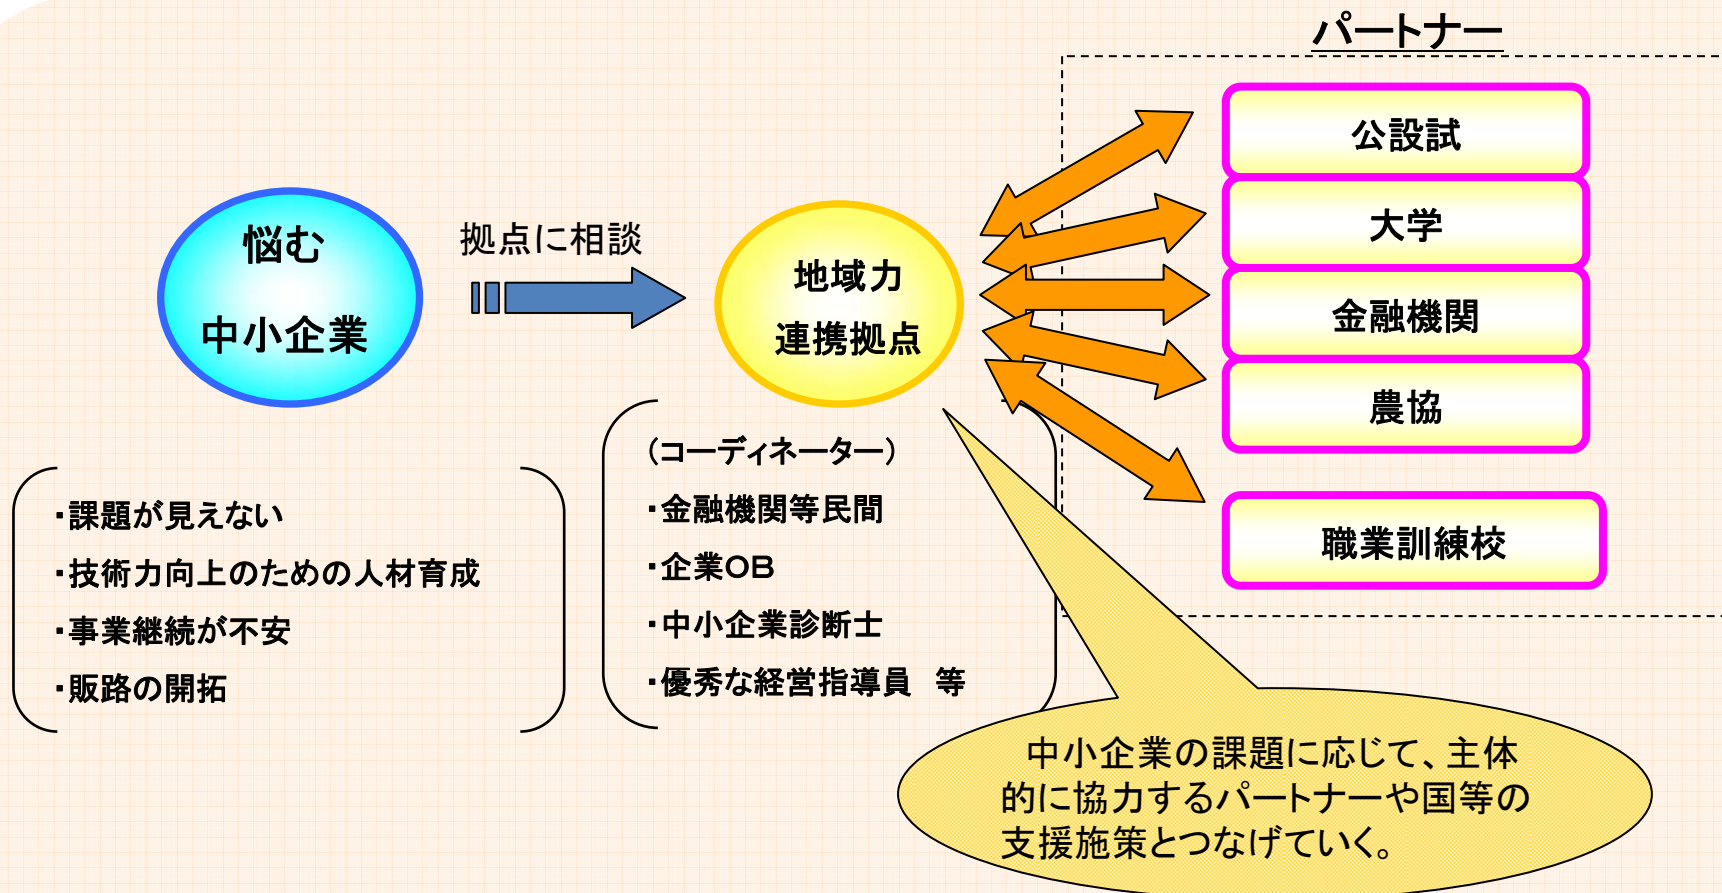 パートナー
公設試
大学
金融機関
農協
職業訓練校
悩む
中小企業
拠点に相談
地域力
連携拠点
・課題が見えない
・技術力向上のための人材育成
・事業継続が不安
・販路の開拓
(コーディネーター)
・金融機関等民間
・企業OB
・中小企業診断士
・優秀な経営指導員　等
中小企業の課題に応じて、主体
的に協力するパートナーや国等の
支援施策とつなげていく。